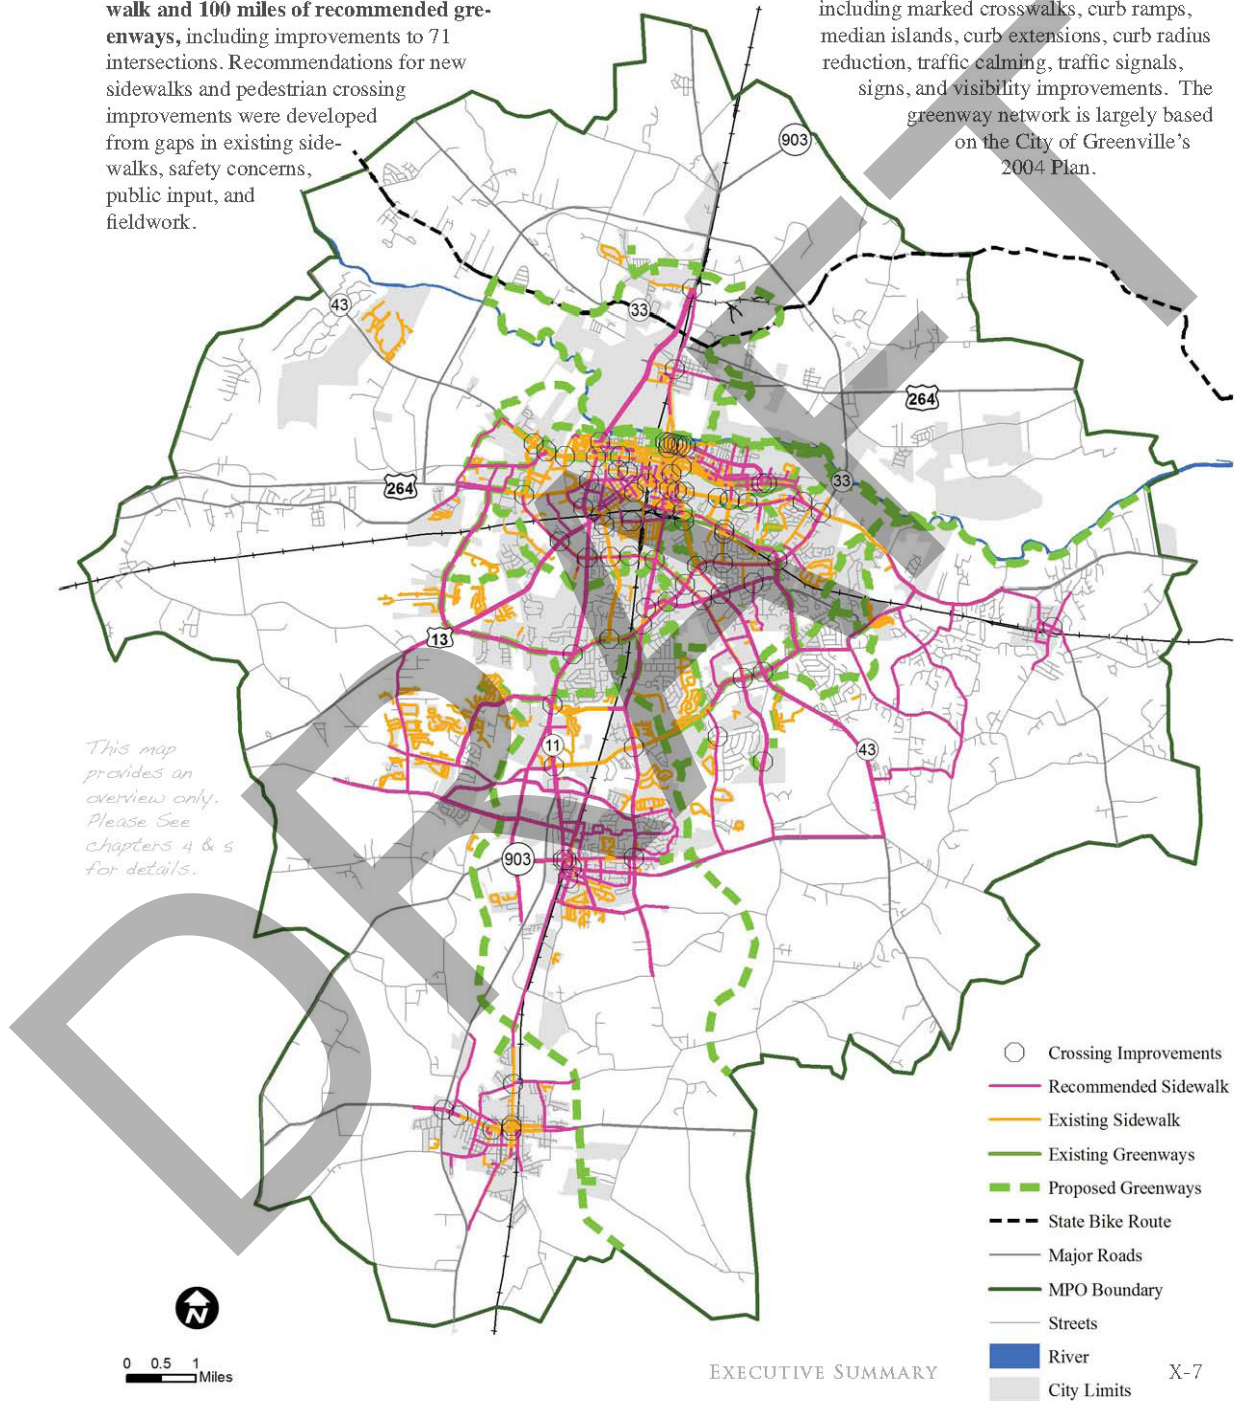 walk and 100 miles of recommended gre-
enways, including improvements to 71
intersections. Recommendations for new
sidewalks and pedestrian crossing
improvements were developed
from gaps in existing side-
walks, safety concerns,
public input, and
fieldwork.
including marked crosswalks, curb ramps,
median islands, curb extensions, curb radius
reduction, traffic calming, traffic signals,
signs, and visibility improvements. The
greenway network is largely based
on the City of Greenville's
2004 Plan.
903
43
33
264
264
33
13
11
43
903
This map
provides an
overview only.
Please See
chapters 4 & 5
for details.
DRAFT
Crossing Improvements
Recommended Sidewalk
Existing Sidewalk
Existing Greenways
Proposed Greenways
State Bike Route
Major Roads
MPO Boundary
Streets
River
City Limits
N
0 0.5 1
Miles
EXECUTIVE SUMMARY
X-7